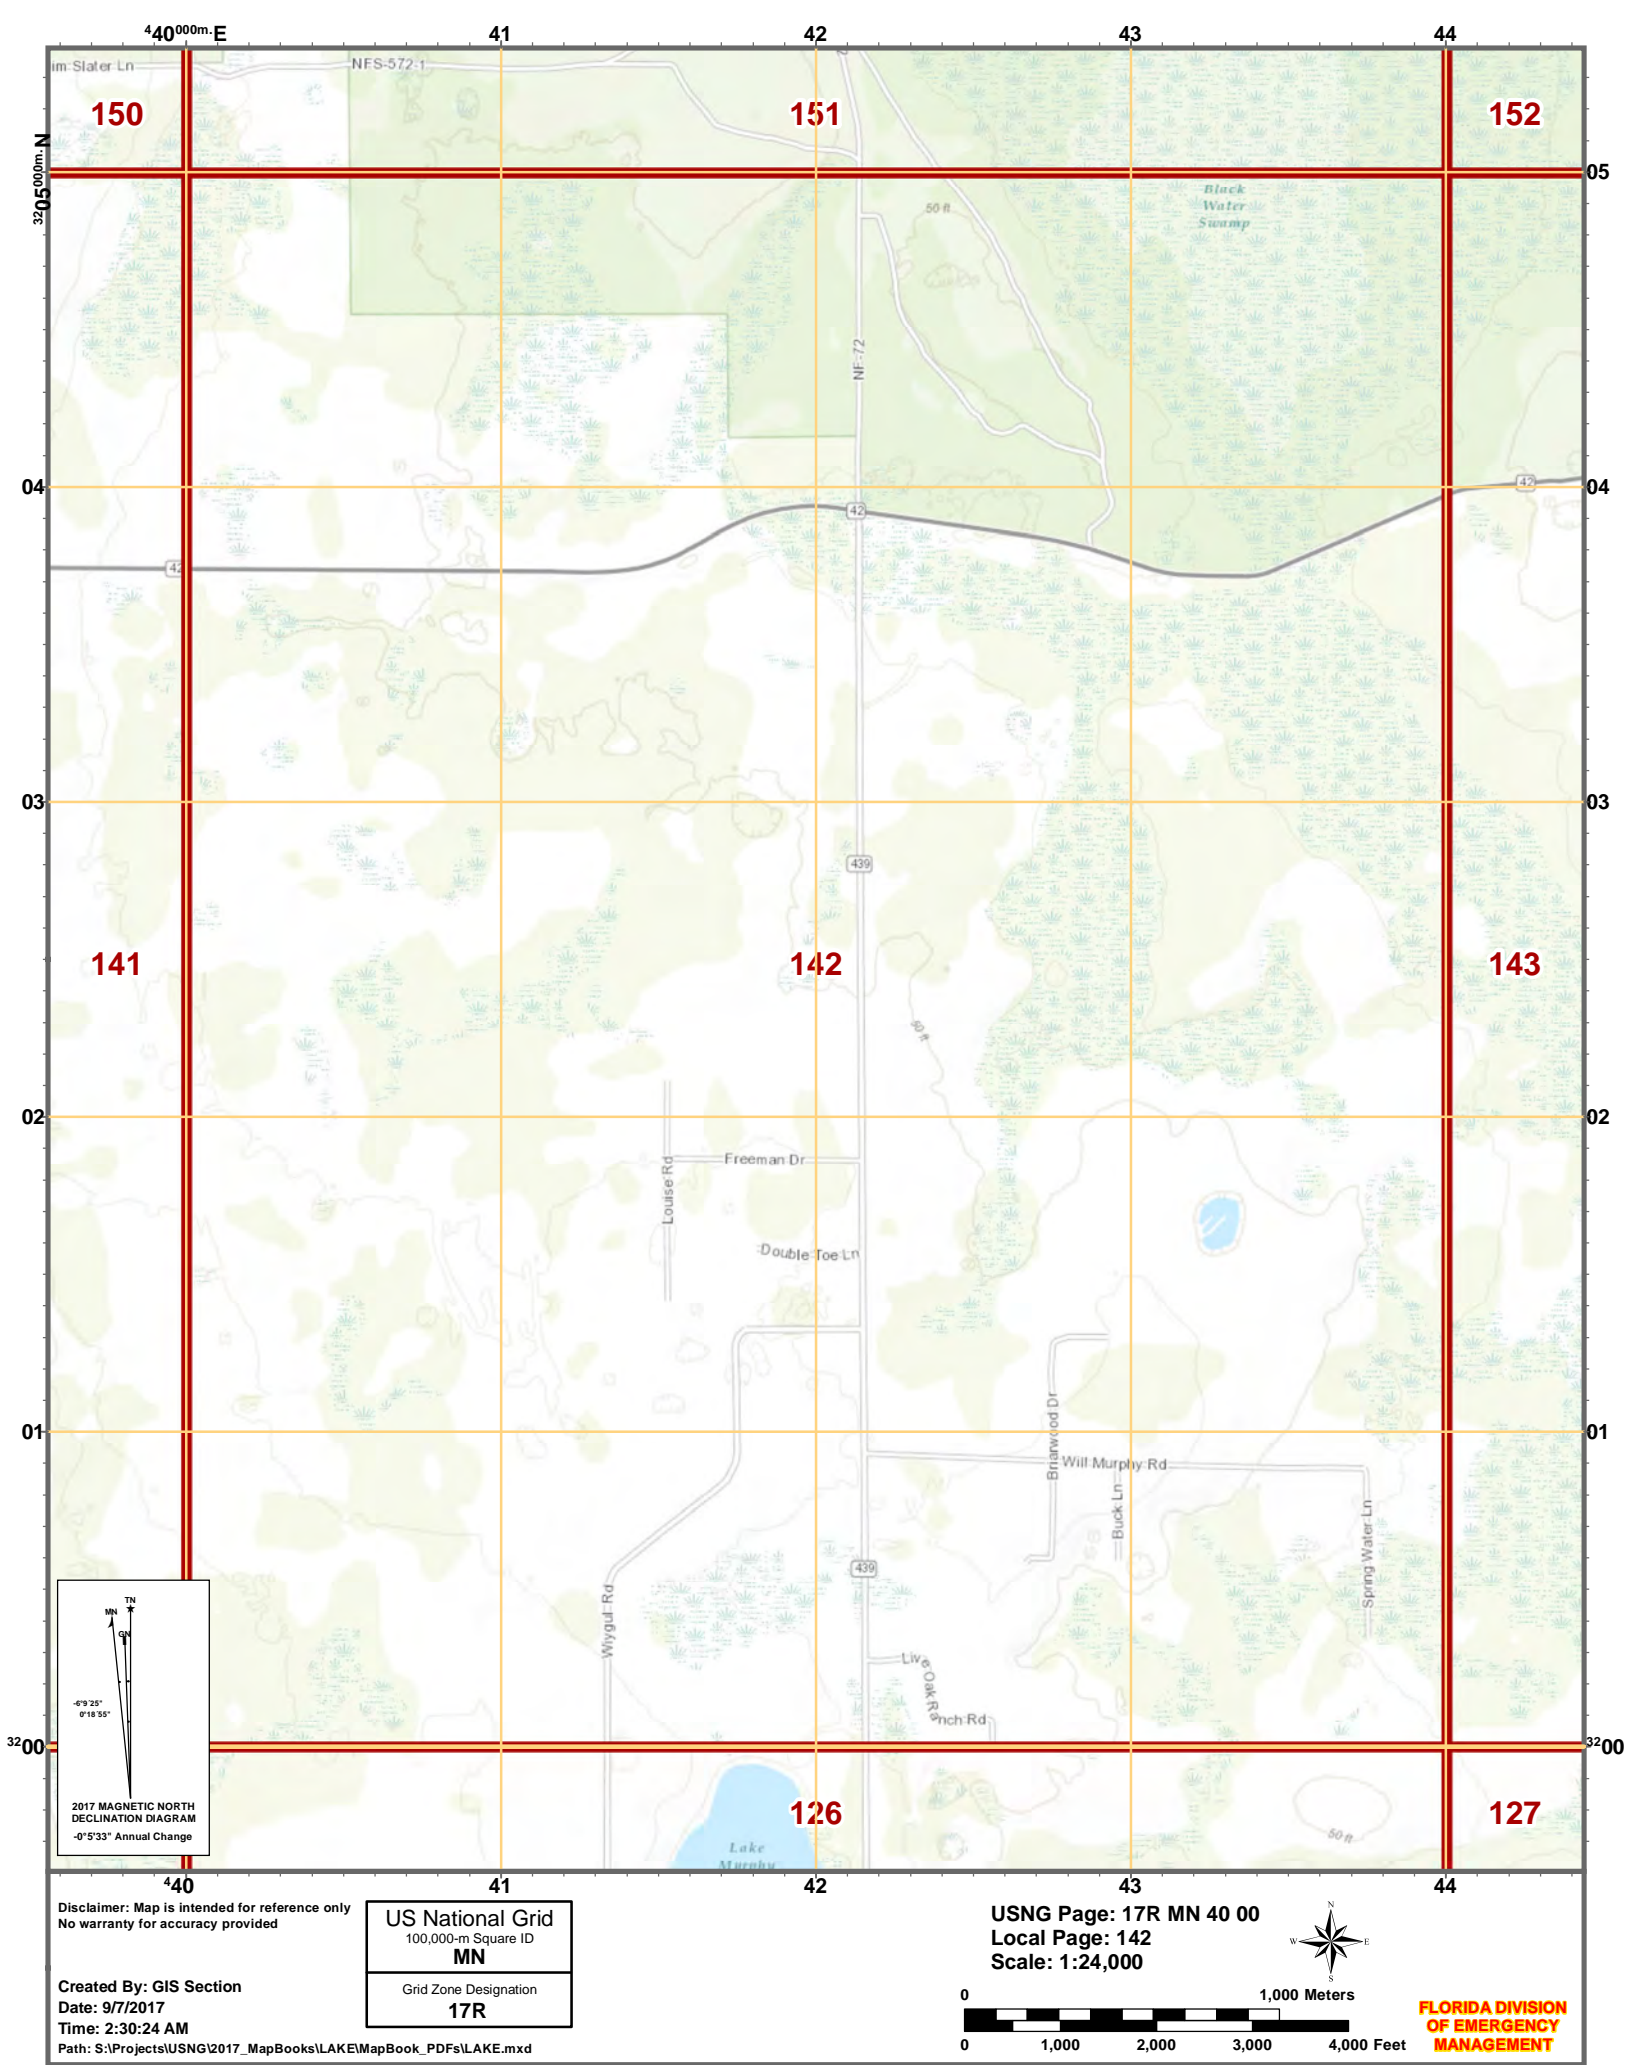 440000m.E 41 42 43 44
im Slater Ln
NFS-572-1
150 151 152
3205000m.N
05
Black
Water
Swamp
50 ft
NF-72
04 04
42
42
42
03 03
439
141 142 143
50 ft
02 02
Freeman Dr
Louise Rd
Double Toe Ln
01 01
Briarwood Dr
Will Murphy Rd
Buck Ln
Spring Water Ln
439
Wiygul Rd
Live Oak Ranch Rd
TN
MN
GN
-6°9'25"
0°18'55"
2017 MAGNETIC NORTH
DECLINATION DIAGRAM
-0°5'33" Annual Change
3200 3200
126 127
Lake
Murphy
50 ft
440 41 42 43 44
Disclaimer: Map is intended for reference only
No warranty for accuracy provided
Created By: GIS Section
Date: 9/7/2017
Time: 2:30:24 AM
Path: S:\Projects\USNG\2017_MapBooks\LAKE\MapBook_PDFs\LAKE.mxd
US National Grid
100,000-m Square ID
MN
Grid Zone Designation
17R
USNG Page: 17R MN 40 00
Local Page: 142
Scale: 1:24,000
N
W E
S
0 1,000 Meters
0 1,000 2,000 3,000 4,000 Feet
FLORIDA DIVISION
OF EMERGENCY
MANAGEMENT